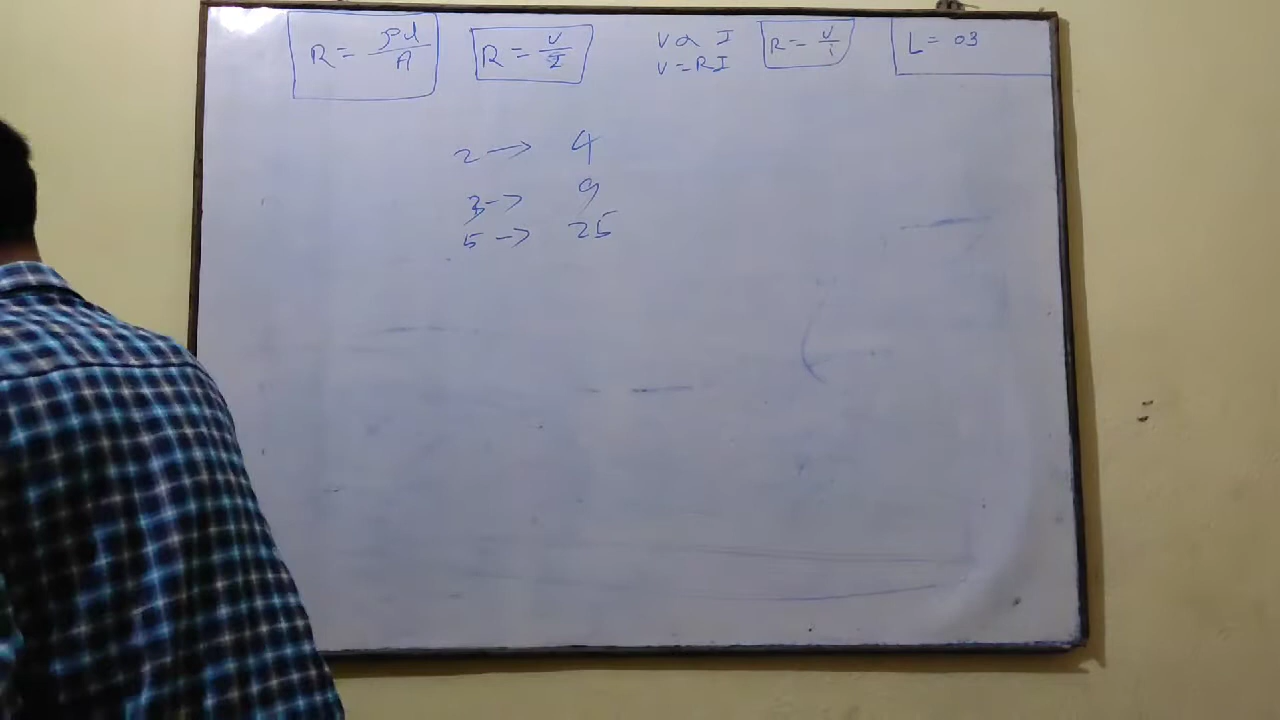 R = ρl/A
R = V/I
V ∝ I
V = RI
R = V/i
L = 03
2 → 4
3 → 9
5 → 25